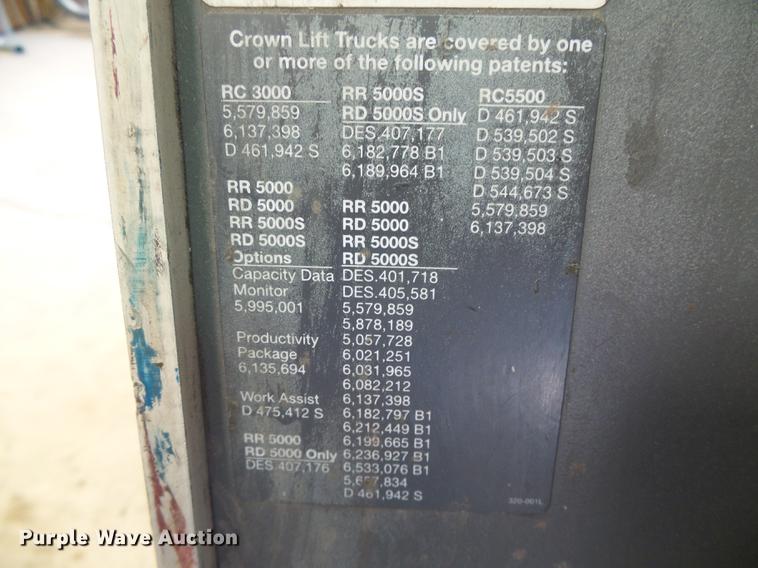 Crown Lift Trucks are covered by one
or more of the following patents:
RC 3000
5,579,859
6,137,398
D 461,942 S
RR 5000
RD 5000
RR 5000S
RD 5000S
Options
Capacity Data
Monitor
5,995,001
Productivity
Package
6,135,694
Work Assist
D 475,412 S
RR 5000
RD 5000 Only
DES.407,176
RR 5000S
RD 5000S Only
DES.407,177
6,182,778 B1
6,189,964 B1
RR 5000
RD 5000
RR 5000S
RD 5000S
DES.401,718
DES.405,581
5,579,859
5,878,189
5,057,728
6,021,251
6,031,965
6,082,212
6,137,398
6,182,797 B1
6,212,449 B1
6,199,665 B1
6,236,927 B1
6,533,076 B1
D 461,942 S
RC5500
D 461,942 S
D 539,502 S
D 539,503 S
D 539,504 S
D 544,673 S
5,579,859
6,137,398
320-001L
Purple Wave Auction